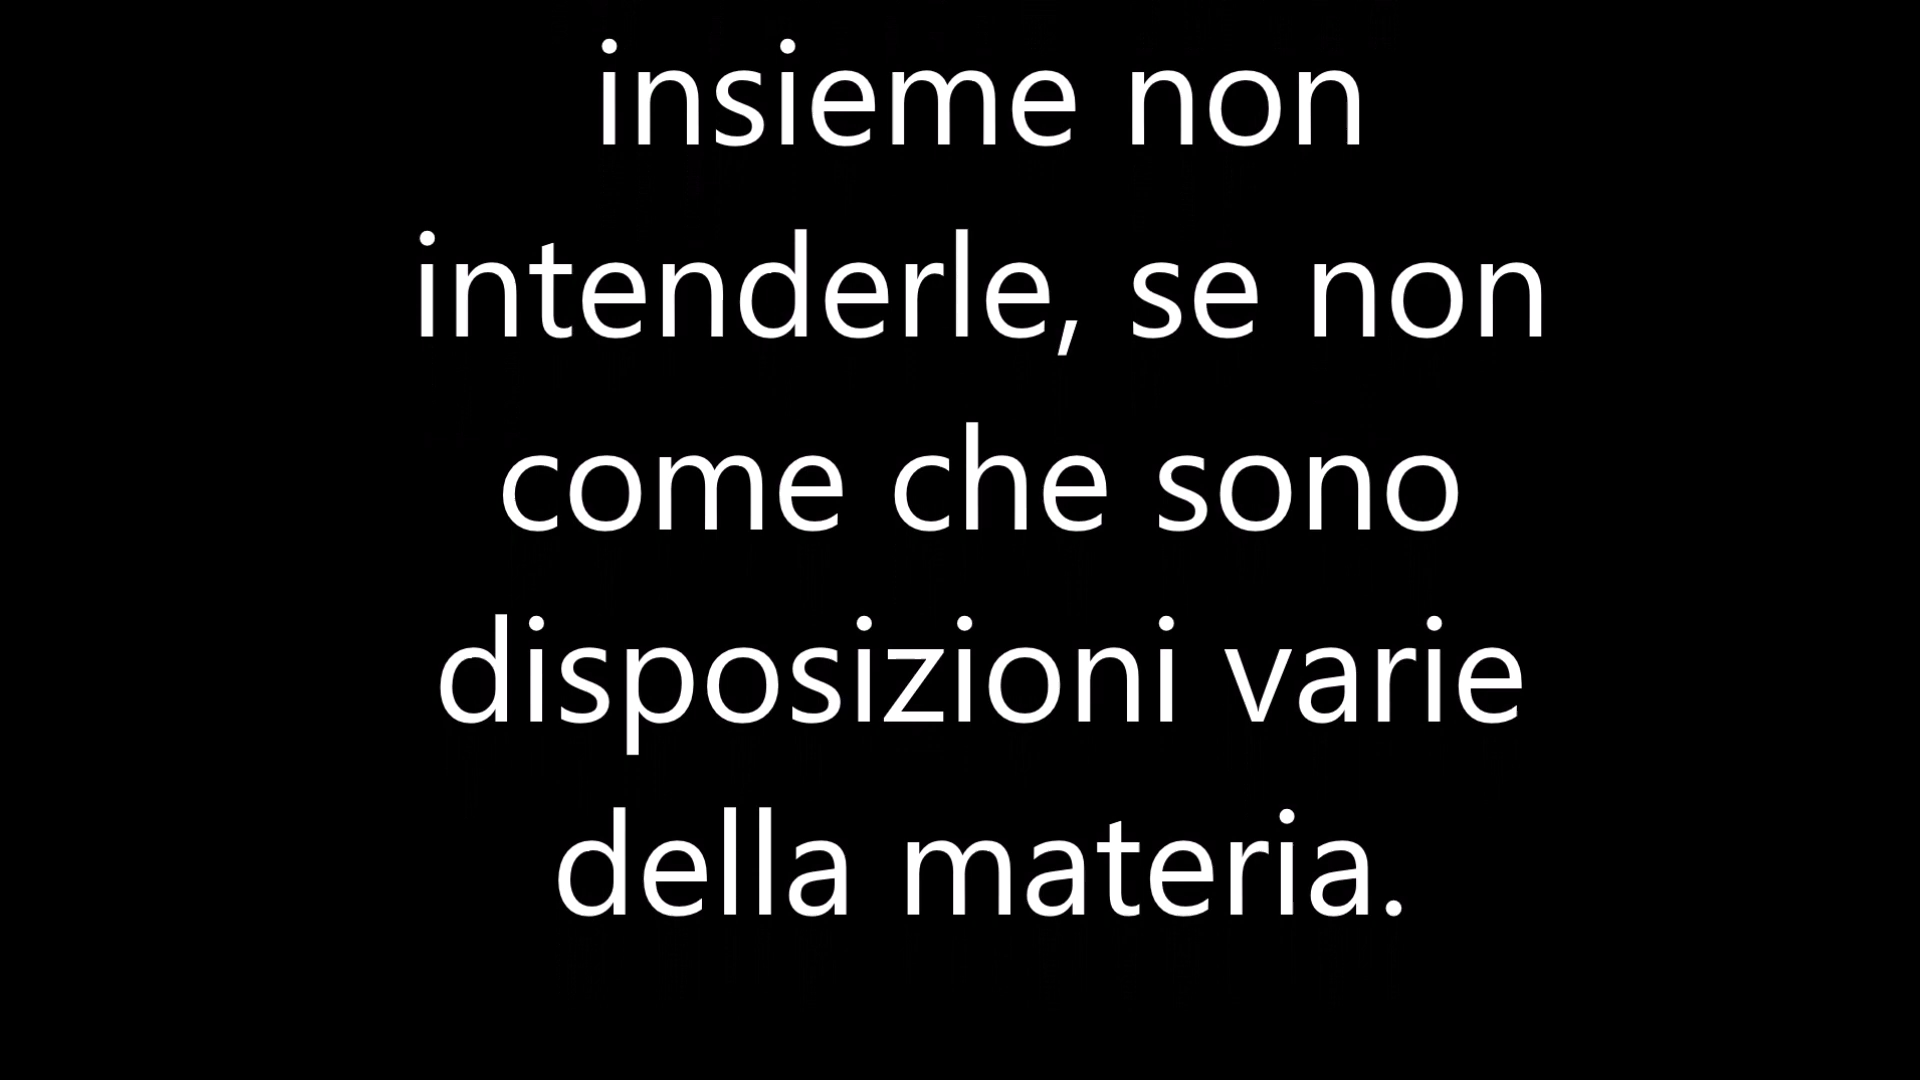 insieme non
intenderle, se non
come che sono
disposizioni varie
della materia.